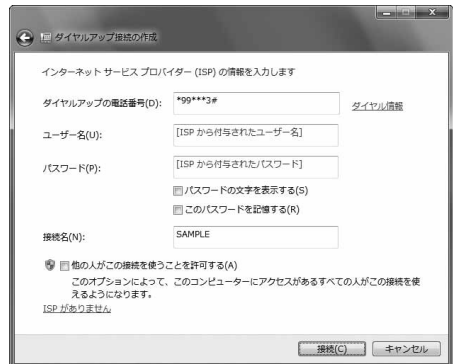 ダイヤルアップ接続の作成
インターネット サービス プロバイダー (ISP) の情報を入力します
ダイヤルアップの電話番号(D):
*99***3#
ダイヤル情報
ユーザー名(U):
[ISP から付与されたユーザー名]
パスワード(P):
[ISP から付与されたパスワード]
パスワードの文字を表示する(S)
このパスワードを記憶する(R)
接続名(N):
SAMPLE
他の人がこの接続を使うことを許可する(A)
このオプションによって、このコンピューターにアクセスがあるすべての人がこの接続を使
えるようになります。
ISP がありません
接続(C)
キャンセル